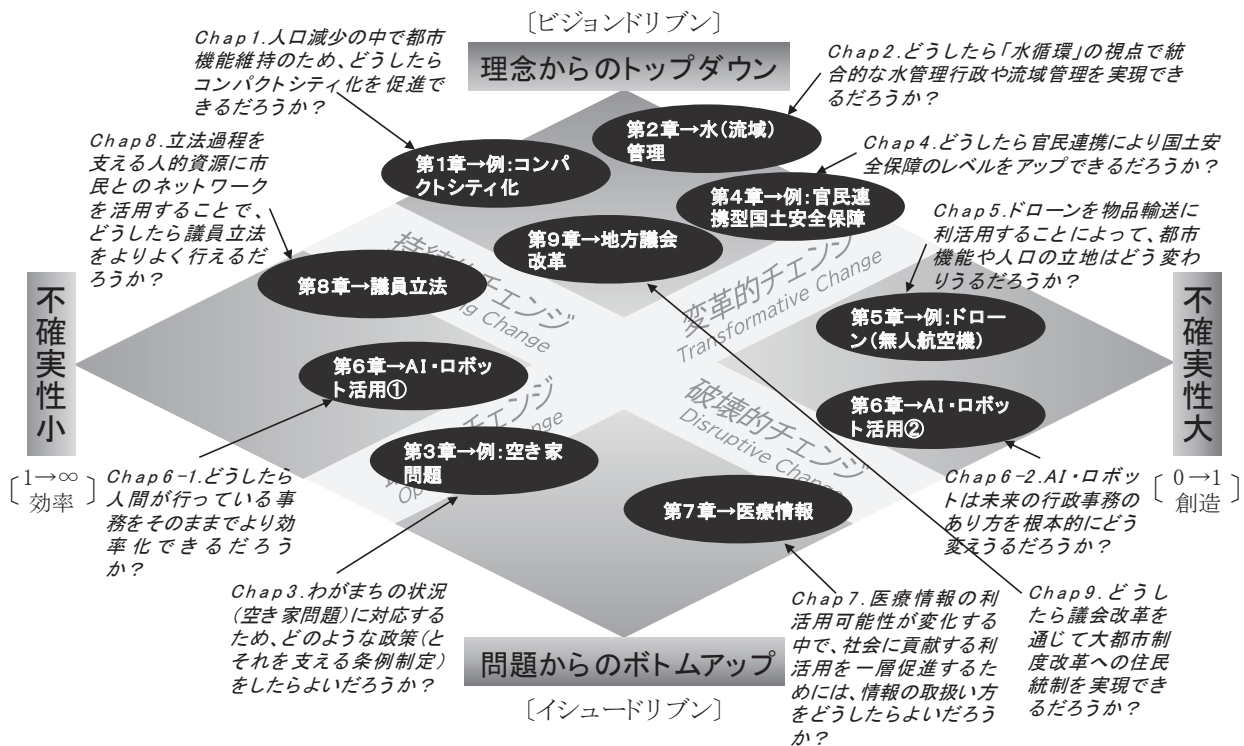 〔ビジョンドリブン〕
理念からのトップダウン
Chap1.人口減少の中で都市
機能維持のため、どうしたら
コンパクトシティ化を促進で
きるだろうか？
Chap2.どうしたら「水循環」の視点で統
合的な水管理行政や流域管理を実現でき
るだろうか？
Chap8.立法過程を
支える人的資源に市
民とのネットワーク
を活用することで、
どうしたら議員立法
をよりよく行えるだ
ろうか？
Chap4.どうしたら官民連携により国土安
全保障のレベルをアップできるだろうか？
Chap5.ドローンを物品輸送に
利活用することによって、都市
機能や人口の立地はどう変わ
りうるだろうか？
第2章→水（流域）
管理
第1章→例：コンパ
クトシティ化
第4章→例：官民連
携型国土安全保障
第9章→地方議会
改革
第8章→議員立法
チェンジ
Change
変革的チェンジ
Transformative Change
第5章→例：ドロー
ン（無人航空機）
不確実性小
〔1→∞
効率〕
不確実性大
〔0→1
創造〕
第6章→AI・ロボッ
ト活用①
チェンジ
破壊的チェンジ
Disruptive Change
第6章→AI・ロボッ
ト活用②
第3章→例：空き家
問題
第7章→医療情報
Chap6-1.どうしたら
人間が行っている事
務をそのままでより効
率化できるだろう
か？
Chap6-2.AI・ロボッ
トは未来の行政事務の
あり方を根本的にどう
変えうるだろうか？
Chap3.わがまちの状況
（空き家問題）に対応する
ため、どのような政策（と
それを支える条例制定）
をしたらよいだろうか？
Chap7.医療情報の利
活用可能性が変化する
中で、社会に貢献する利
活用を一層促進するた
めには、情報の取扱い方
をどうしたらよいだろう
か？
Chap9.どうし
たら議会改革を
通じて大都市制
度改革への住民
統制を実現でき
るだろうか？
問題からのボトムアップ
〔イシュードリブン〕